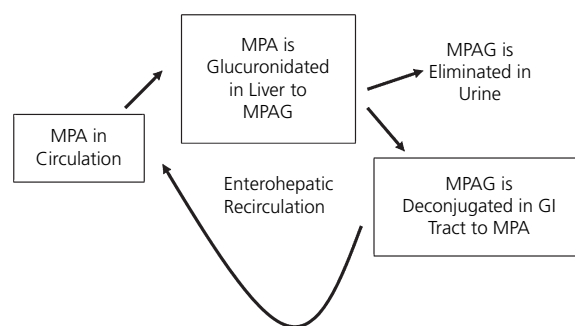 MPA is
Glucuronidated
in Liver to
MPAG
MPAG is
Eliminated in
Urine
MPA in
Circulation
Enterohepatic
Recirculation
MPAG is
Deconjugated in GI
Tract to MPA